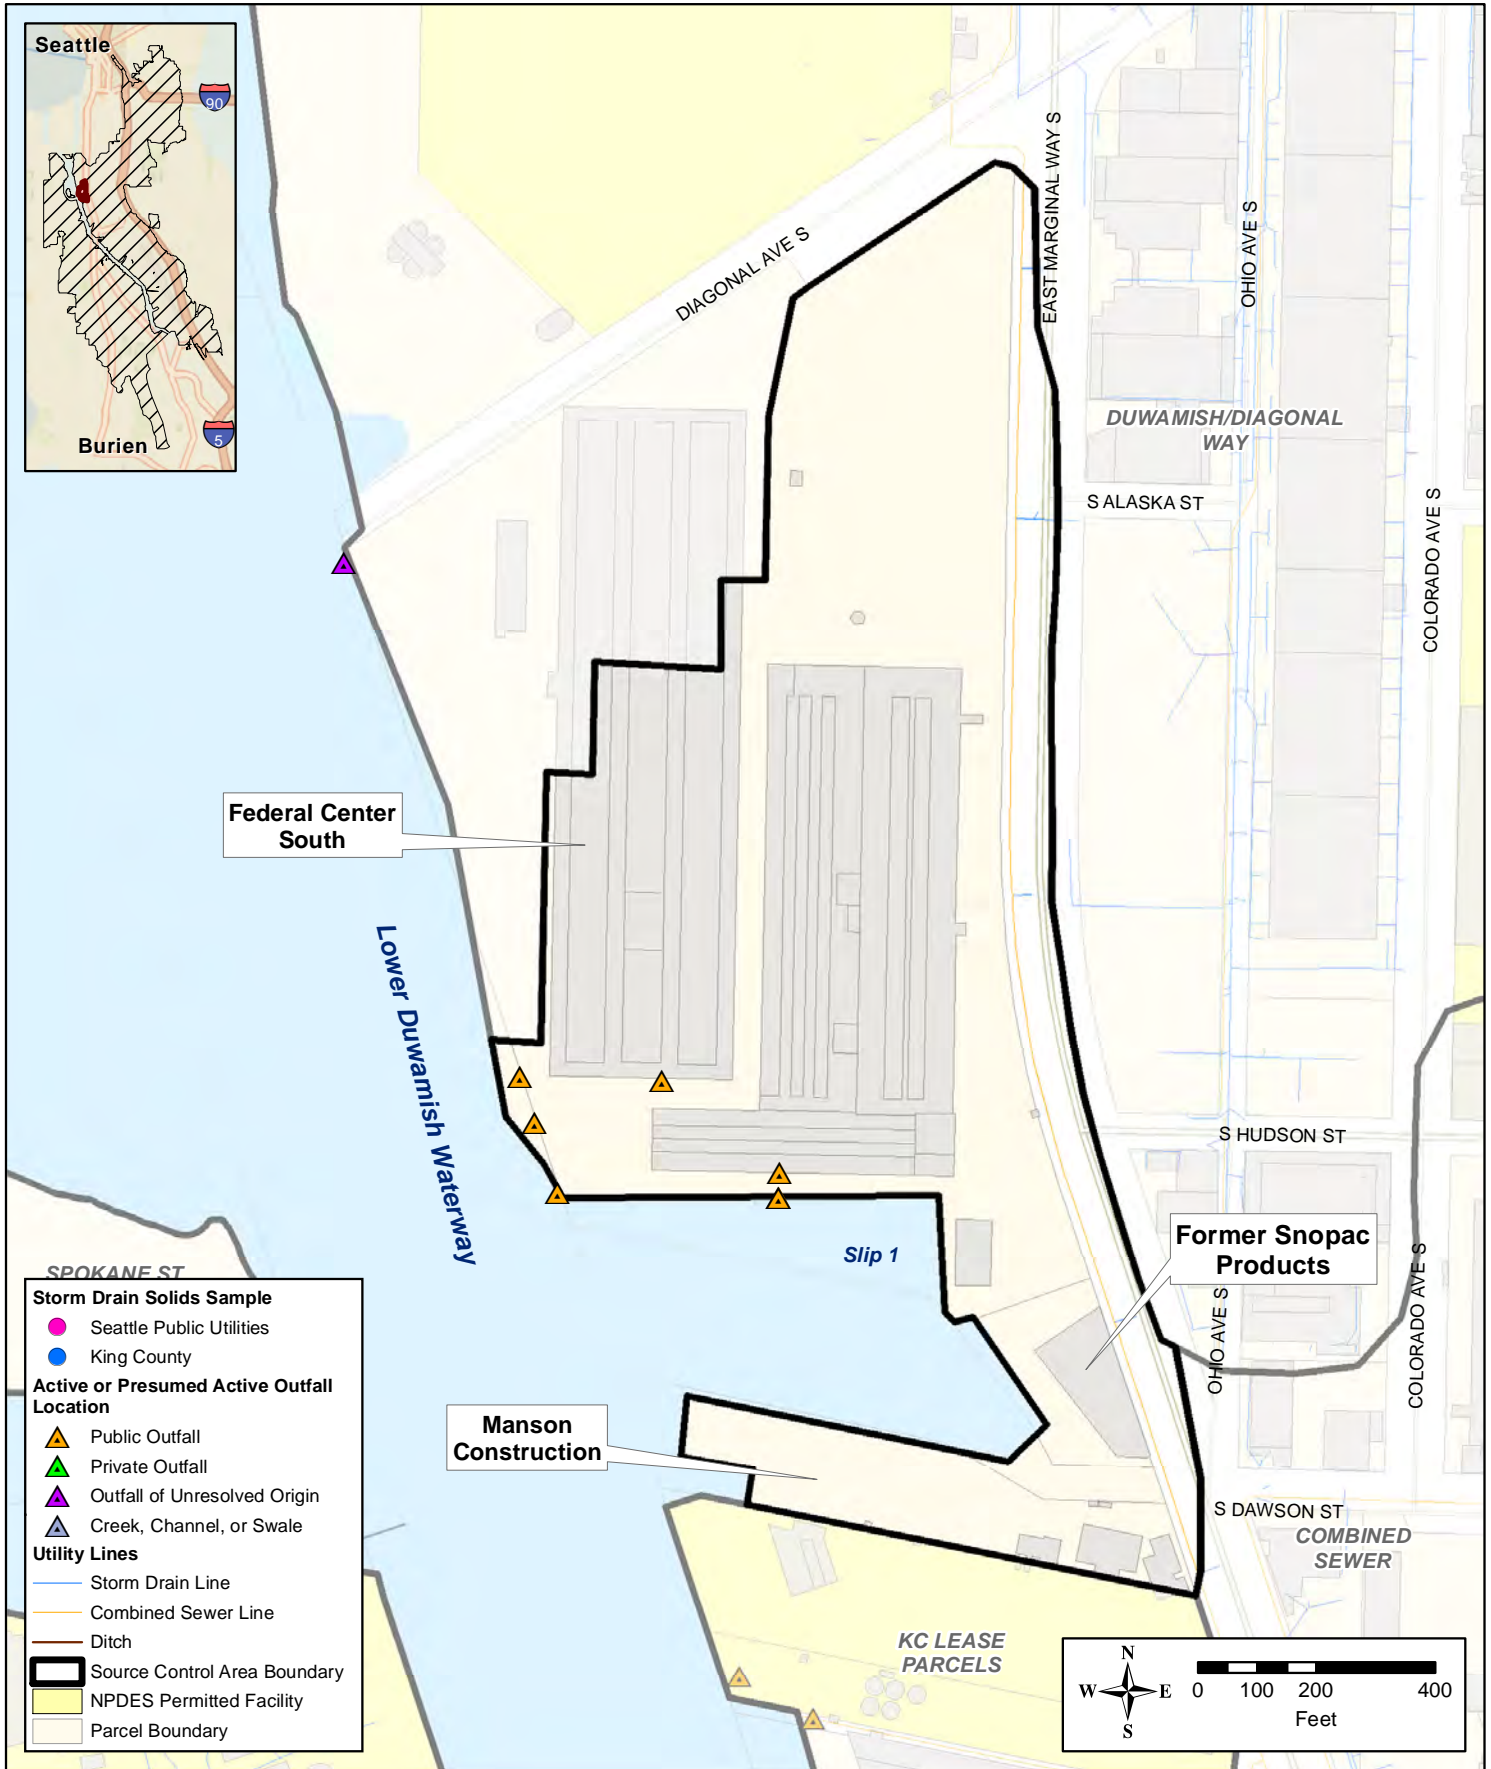 Seattle
90
5
Burien
DIAGONAL AVE S
EAST MARGINAL WAY S
OHIO AVE S
DUWAMISH/DIAGONAL
WAY
S ALASKA ST
COLORADO AVE S
Federal Center
South
Lower Duwamish Waterway
S HUDSON ST
Slip 1
Former Snopac
Products
OHIO AVE S
COLORADO AVE S
SPOKANE ST
Manson
Construction
S DAWSON ST
COMBINED
SEWER
KC LEASE
PARCELS
Storm Drain Solids Sample
Seattle Public Utilities
King County
Active or Presumed Active Outfall
Location
Public Outfall
Private Outfall
Outfall of Unresolved Origin
Creek, Channel, or Swale
Utility Lines
Storm Drain Line
Combined Sewer Line
Ditch
Source Control Area Boundary
NPDES Permitted Facility
Parcel Boundary
N
W E
S
0 100 200 400
Feet